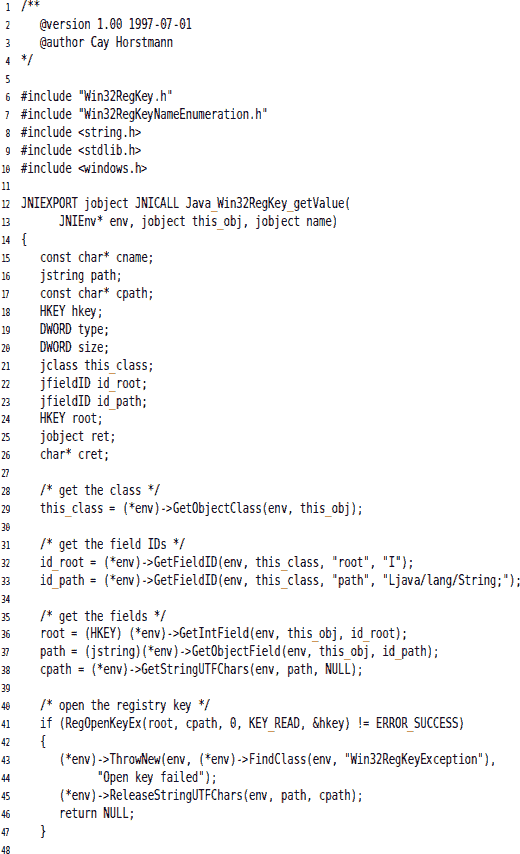 1 /**
2 @version 1.00 1997-07-01
3 @author Cay Horstmann
4 */
5
6 #include "Win32RegKey.h"
7 #include "Win32RegKeyNameEnumeration.h"
8 #include <string.h>
9 #include <stdlib.h>
10 #include <windows.h>
11
12 JNIEXPORT jobject JNICALL Java_Win32RegKey_getValue(
13 JNIEnv* env, jobject this_obj, jobject name)
14 {
15 const char* cname;
16 jstring path;
17 const char* cpath;
18 HKEY hkey;
19 DWORD type;
20 DWORD size;
21 jclass this_class;
22 jfieldID id_root;
23 jfieldID id_path;
24 HKEY root;
25 jobject ret;
26 char* cret;
27
28 /* get the class */
29 this_class = (*env)->GetObjectClass(env, this_obj);
30
31 /* get the field IDs */
32 id_root = (*env)->GetFieldID(env, this_class, "root", "I");
33 id_path = (*env)->GetFieldID(env, this_class, "path", "Ljava/lang/String;");
34
35 /* get the fields */
36 root = (HKEY) (*env)->GetIntField(env, this_obj, id_root);
37 path = (jstring)(*env)->GetObjectField(env, this_obj, id_path);
38 cpath = (*env)->GetStringUTFChars(env, path, NULL);
39
40 /* open the registry key */
41 if (RegOpenKeyEx(root, cpath, 0, KEY_READ, &hkey) != ERROR_SUCCESS)
42 {
43 (*env)->ThrowNew(env, (*env)->FindClass(env, "Win32RegKeyException"),
44 "Open key failed");
45 (*env)->ReleaseStringUTFChars(env, path, cpath);
46 return NULL;
47 }
48